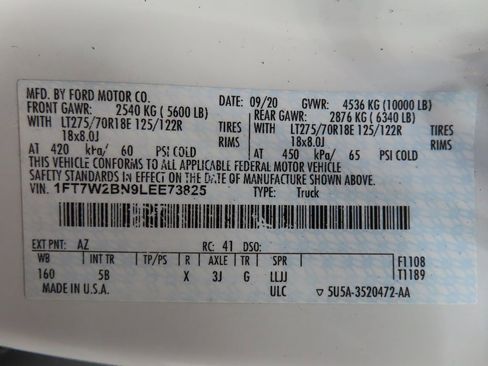 MFD. BY FORD MOTOR CO.
DATE: 09/20 GVWR: 4536 KG (10000 LB)
FRONT GAWR: 2540 KG (5600 LB) REAR GAWR: 2876 KG (6340 LB)
WITH LT275/70R18E 125/122R TIRES WITH LT275/70R18E 125/122R TIRES
18x8.0J RIMS 18x8.0J RIMS
AT 420 kPa/ 60 PSI COLD AT 450 kPa/ 65 PSI COLD
THIS VEHICLE CONFORMS TO ALL APPLICABLE FEDERAL MOTOR VEHICLE
SAFETY STANDARDS IN EFFECT ON THE DATE OF MANUFACTURE SHOWN ABOVE.
VIN: 1FT7W2BN9LEE73825 TYPE: Truck
EXT PNT: AZ RC: 41 DSO:
WB INT TR TP/PS R AXLE TR SPR F1108
160 5B X 3J G LLJJ T1189
MADE IN U.S.A. ULC ▽ 5U5A-3520472-AA